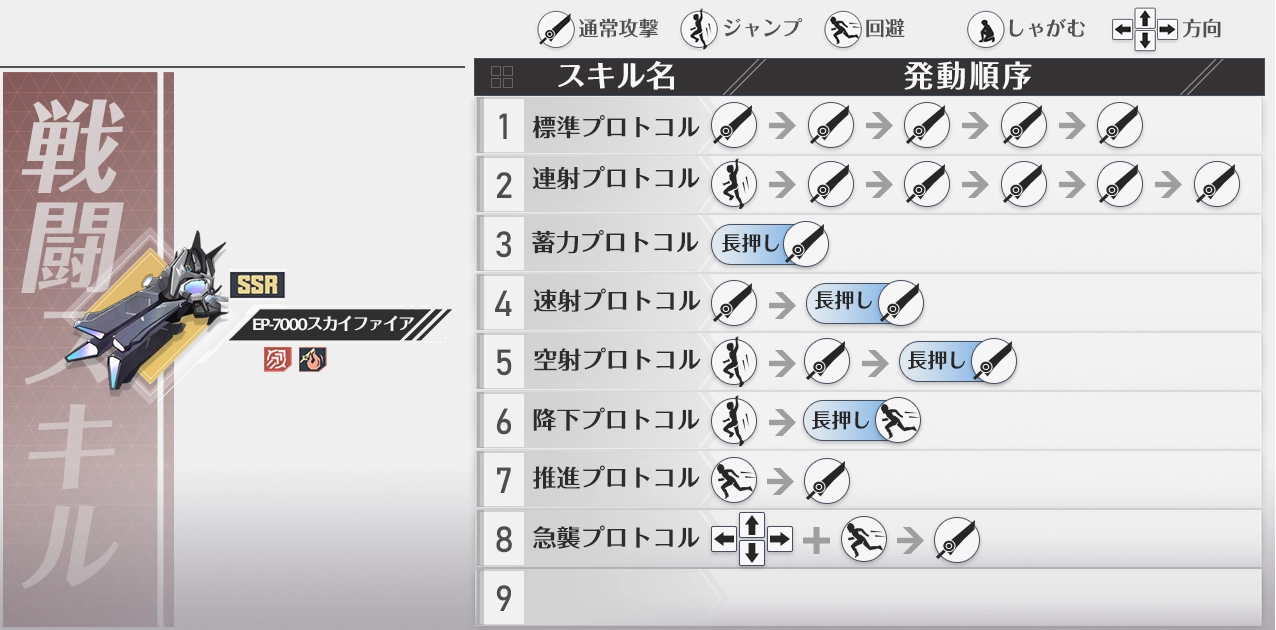 通常攻撃 ジャンプ 回避 しゃがむ 方向
スキル名 発動順序
戦闘スキル
SSR
EP-7000スカイファイア
1 標準プロトコル
2 連射プロトコル
3 蓄力プロトコル 長押し
4 速射プロトコル 長押し
5 空射プロトコル 長押し
6 降下プロトコル 長押し
7 推進プロトコル
8 急襲プロトコル
9